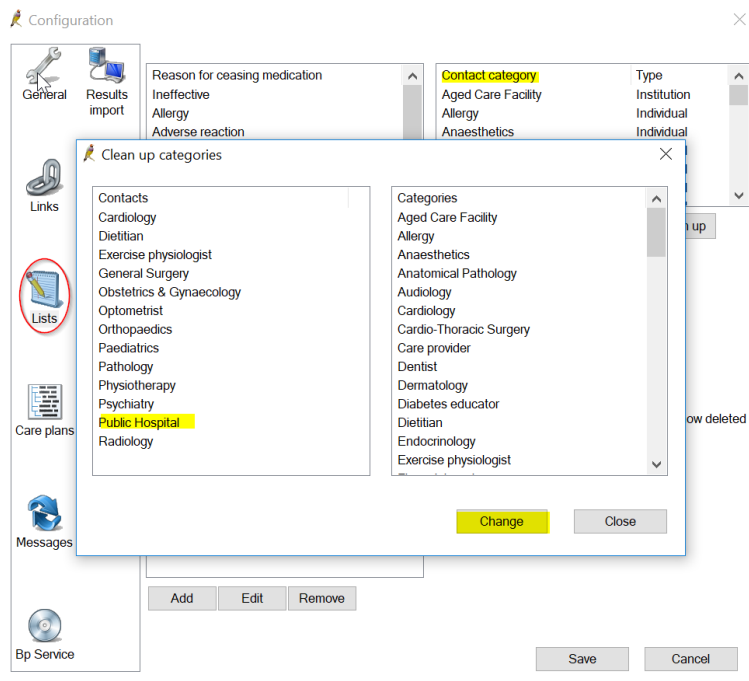 Configuration
General
Results import
Links
Lists
Care plans
Messages
Bp Service
Reason for ceasing medication
Ineffective
Allergy
Adverse reaction
Contact category Type
Aged Care Facility Institution
Allergy Individual
Anaesthetics Individual
Clean up categories
Contacts
Cardiology
Dietitian
Exercise physiologist
General Surgery
Obstetrics & Gynaecology
Optometrist
Orthopaedics
Paediatrics
Pathology
Physiotherapy
Psychiatry
Public Hospital
Radiology
Categories
Aged Care Facility
Allergy
Anaesthetics
Anatomical Pathology
Audiology
Cardiology
Cardio-Thoracic Surgery
Care provider
Dentist
Dermatology
Diabetes educator
Dietitian
Endocrinology
Exercise physiologist
Change Close
up
deleted
Add Edit Remove
Save Cancel